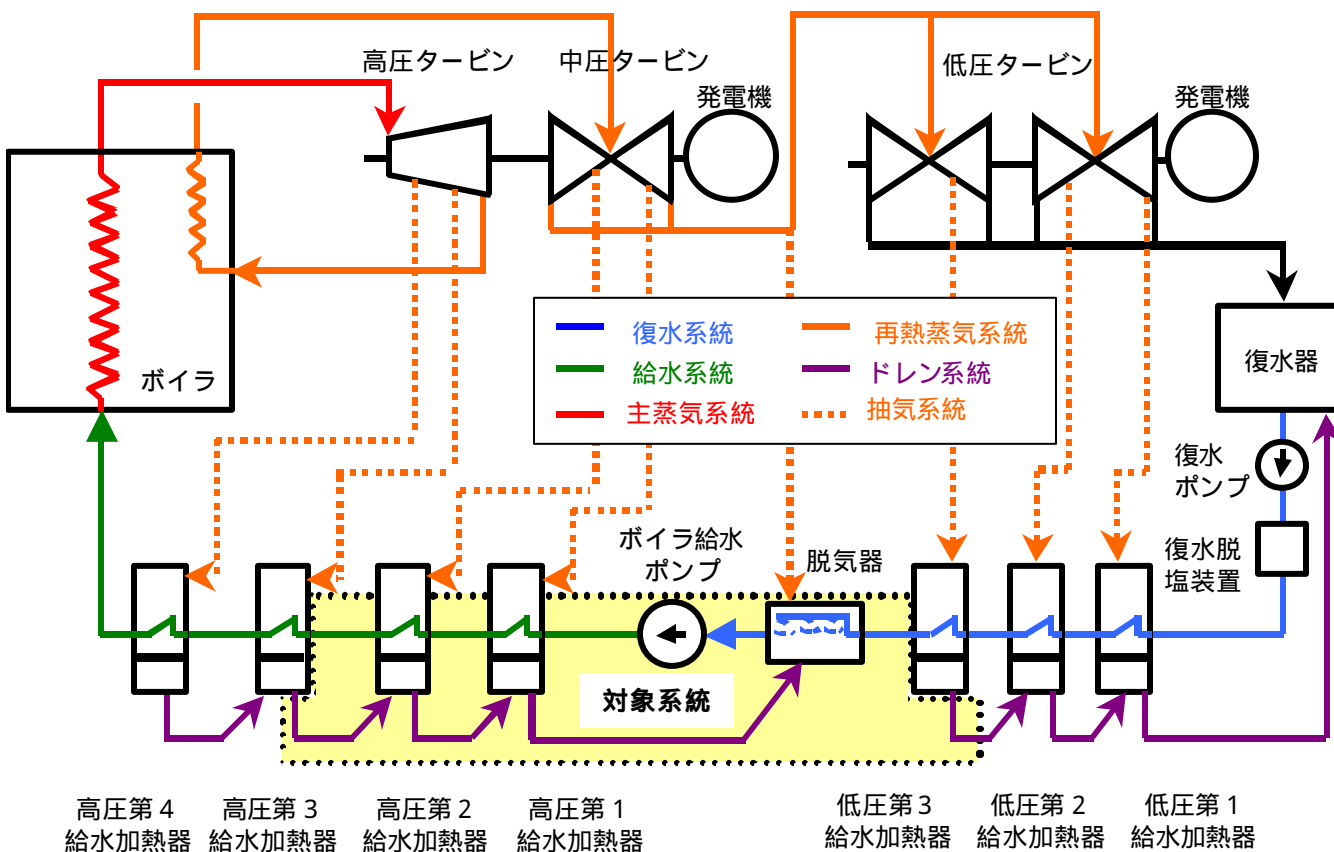 高圧タービン
中圧タービン
発電機
低圧タービン
発電機
ボイラ
復水系統
再熱蒸気系統
給水系統
ドレン系統
主蒸気系統
抽気系統
復水器
復水
ポンプ
復水脱
塩装置
ボイラ給水
ポンプ
脱気器
対象系統
高圧第4
給水加熱器
高圧第3
給水加熱器
高圧第2
給水加熱器
高圧第1
給水加熱器
低圧第3
給水加熱器
低圧第2
給水加熱器
低圧第1
給水加熱器